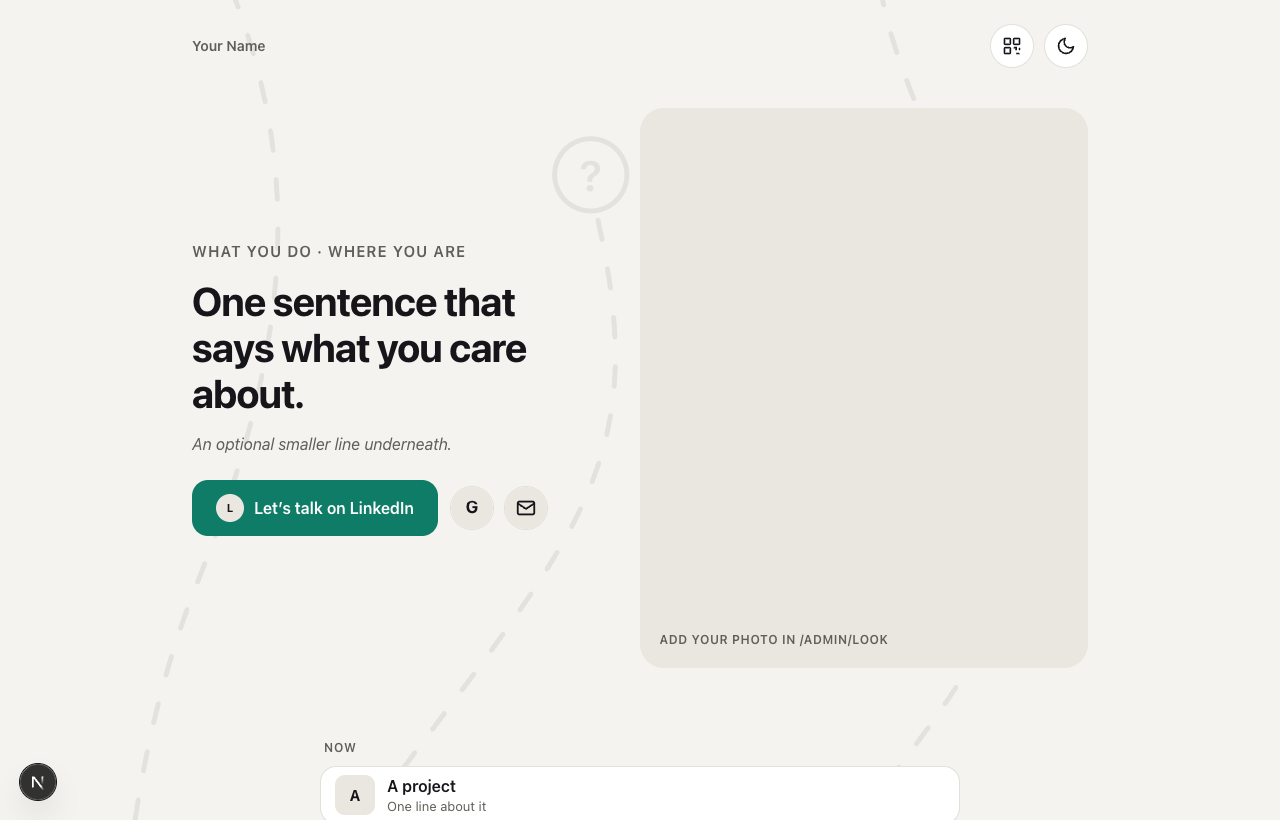 Your Name
?
WHAT YOU DO · WHERE YOU ARE
One sentence that
says what you care
about.
An optional smaller line underneath.
L Let’s talk on LinkedIn
G
ADD YOUR PHOTO IN /ADMIN/LOOK
NOW
A
A project
One line about it
N